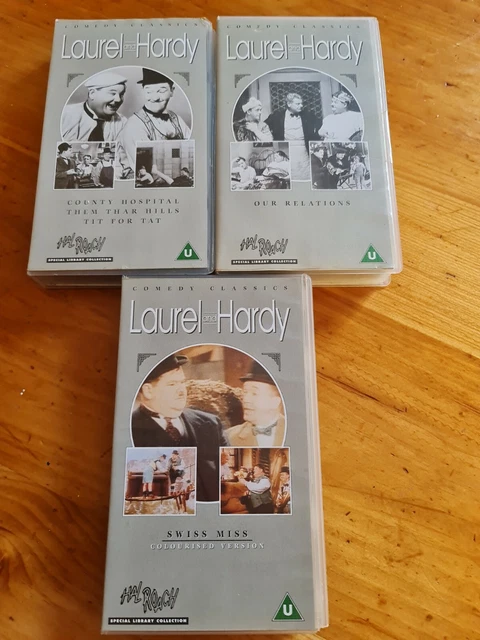 COMEDY CLASSICS
Laurel AND Hardy
COUNTY HOSPITAL
THEM THAR HILLS
TIT FOR TAT
HAL ROACH
SPECIAL LIBRARY COLLECTION
U
COMEDY CLASSICS
Laurel AND Hardy
OUR RELATIONS
HAL ROACH
SPECIAL LIBRARY COLLECTION
U
COMEDY CLASSICS
Laurel AND Hardy
SWISS MISS
COLOURISED VERSION
HAL ROACH
SPECIAL LIBRARY COLLECTION
U